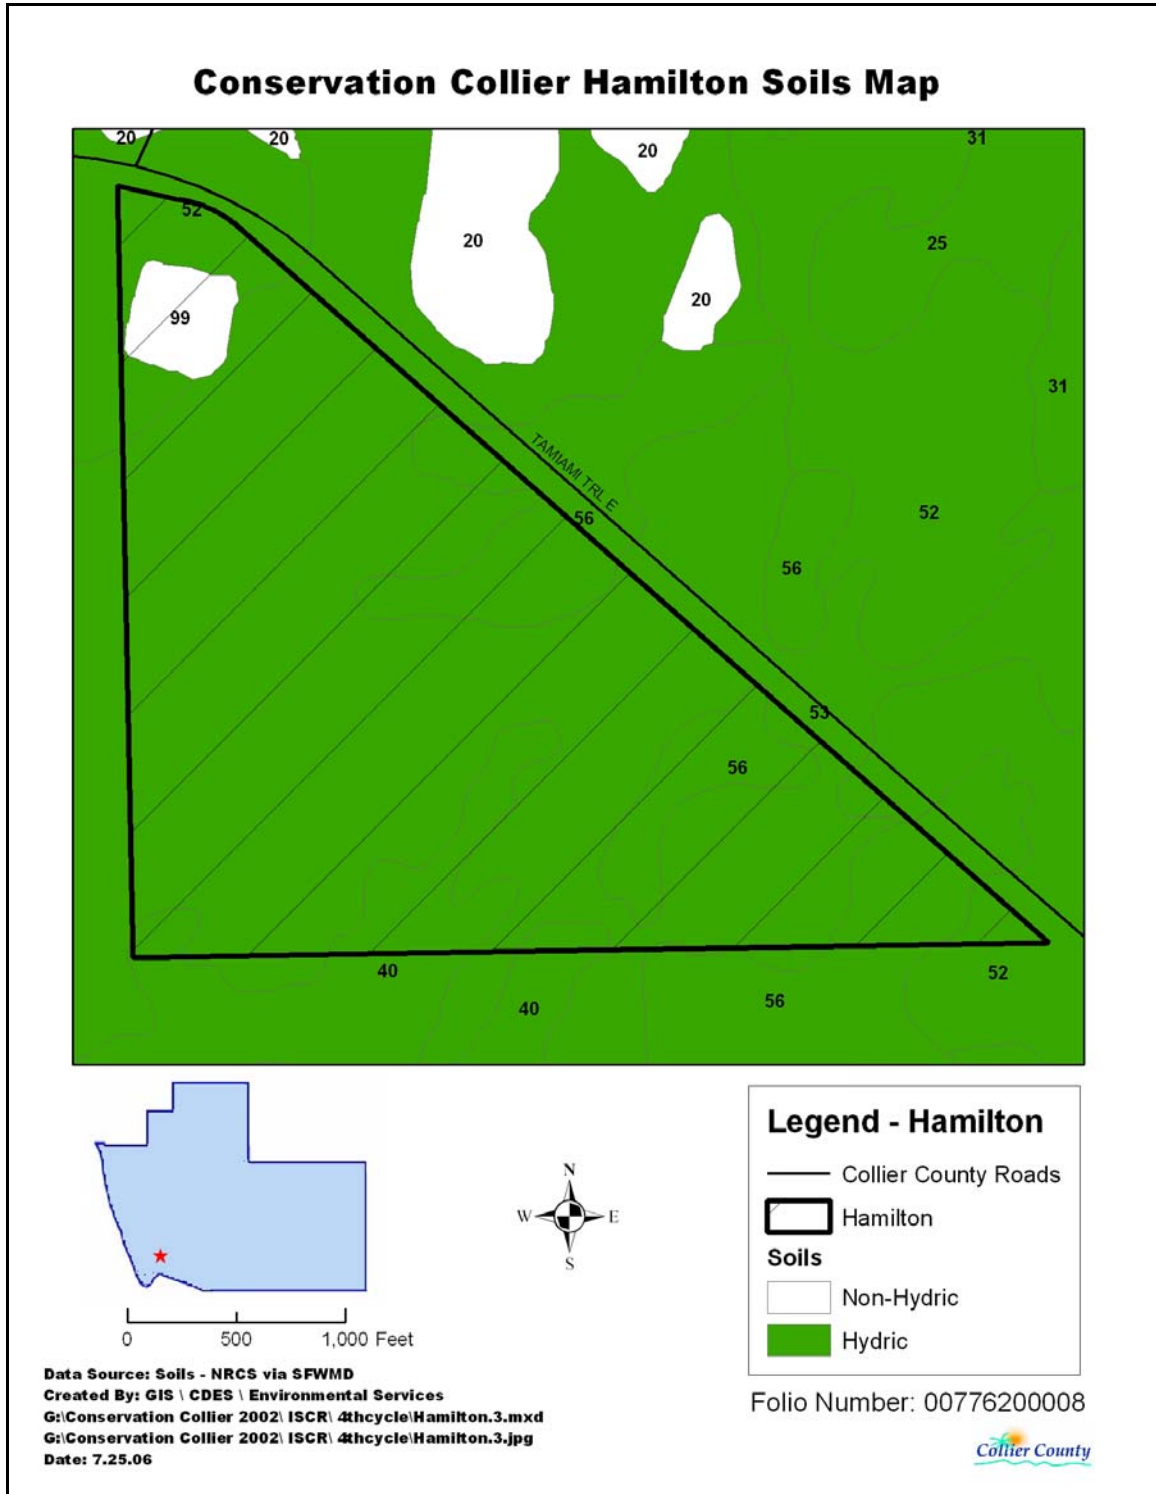 Conservation Collier Hamilton Soils Map
20
20
20
31
52
20
25
99
20
31
TAMIAMI TRL E
56
52
56
53
56
40
52
40
56
Legend - Hamilton
Collier County Roads
Hamilton
Soils
Non-Hydric
Hydric
N
W E
S
0 500 1,000 Feet
Data Source: Soils - NRCS via SFWMD
Created By: GIS \ CDES \ Environmental Services
G:\Conservation Collier 2002\ ISCR\ 4thcycle\Hamilton.3.mxd
G:\Conservation Collier 2002\ ISCR\ 4thcycle\Hamilton.3.jpg
Date: 7.25.06
Folio Number: 00776200008
Collier County